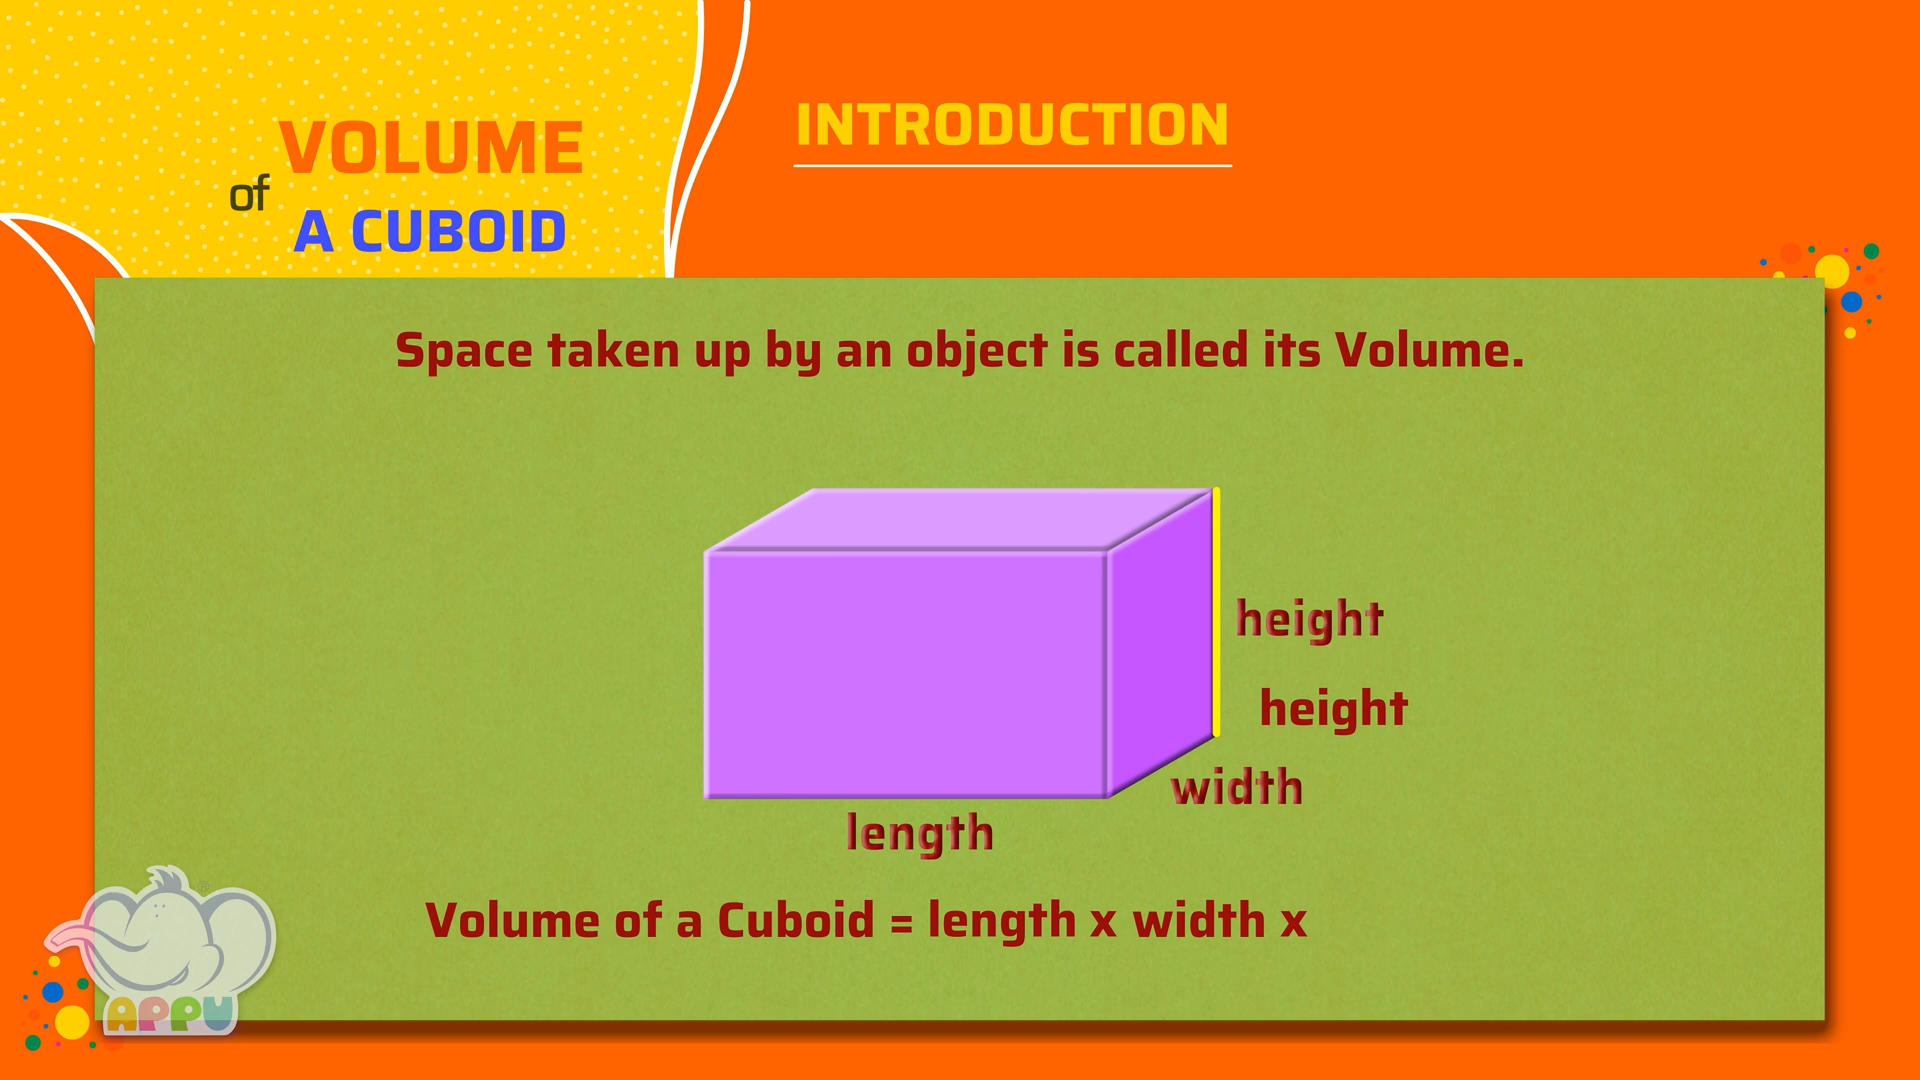 VOLUME
of
A CUBOID
INTRODUCTION
Space taken up by an object is called its Volume.
height
height
width
length
Volume of a Cuboid = length x width x
APPU
®